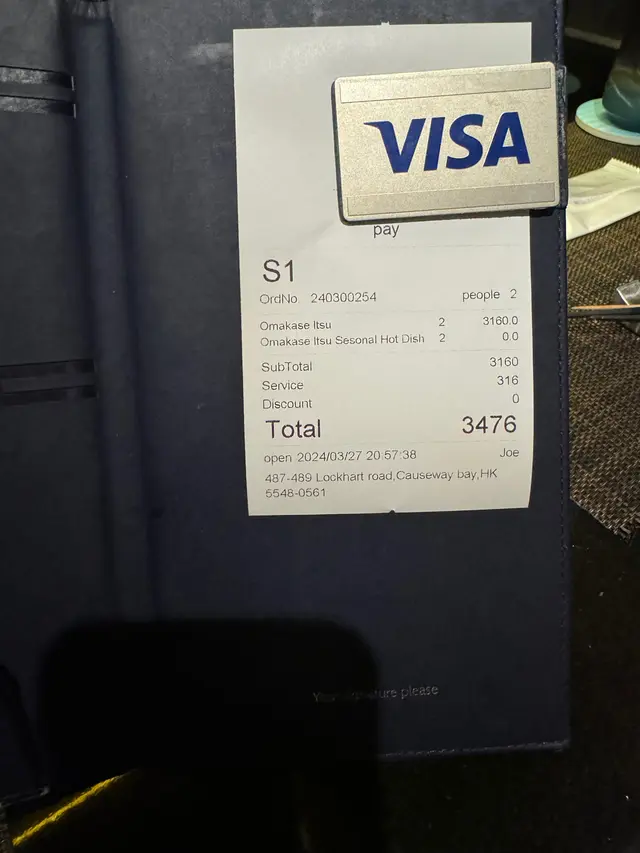 VISA
pay
S1
OrdNo. 240300254 people 2
Omakase Itsu 2 3160.0
Omakase Itsu Sesonal Hot Dish 2 0.0
SubTotal 3160
Service 316
Discount 0
Total 3476
open 2024/03/27 20:57:38 Joe
487-489 Lockhart road,Causeway bay,HK
5548-0561
please